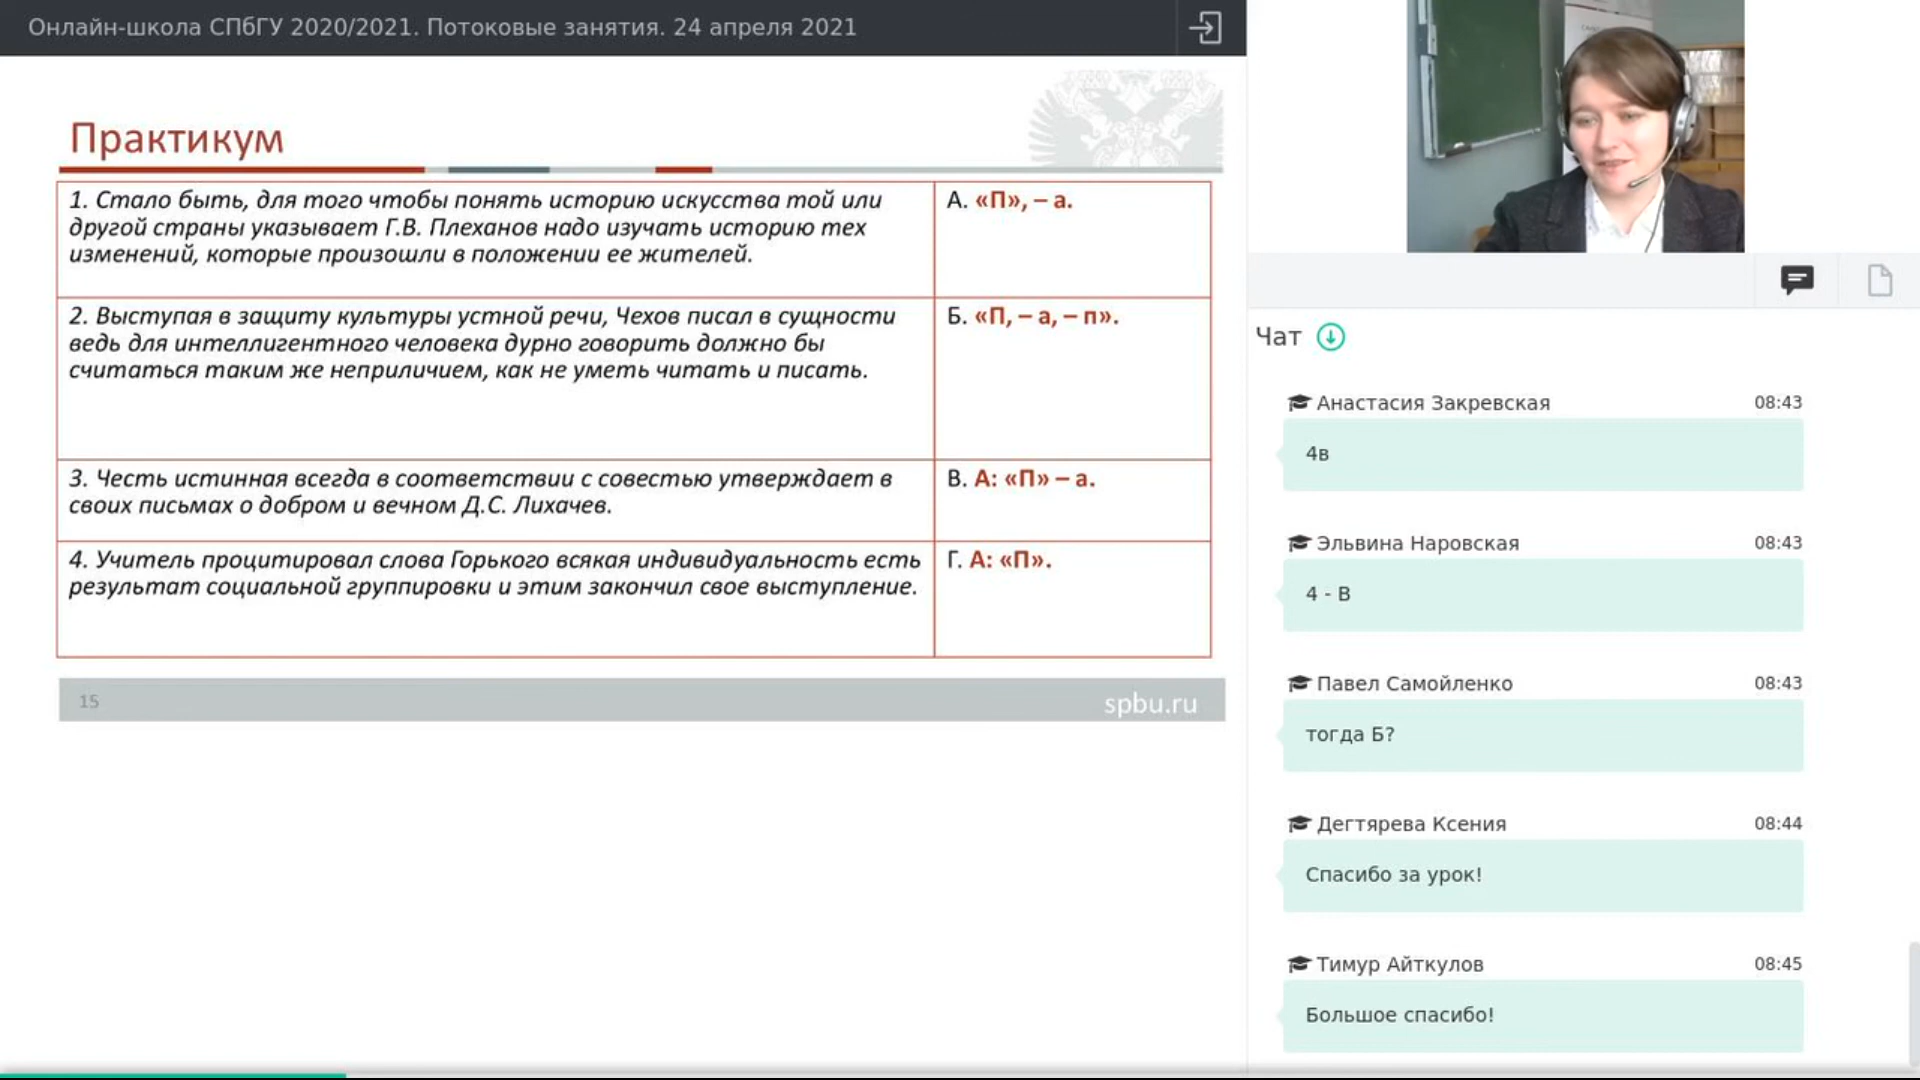 Онлайн-школа СПбГУ 2020/2021. Потоковые занятия. 24 апреля 2021
Практикум
1. Стало быть, для того чтобы понять историю искусства той или
другой страны указывает Г.В. Плеханов надо изучать историю тех
изменений, которые произошли в положении ее жителей.
А. «П», – а.
2. Выступая в защиту культуры устной речи, Чехов писал в сущности
ведь для интеллигентного человека дурно говорить должно бы
считаться таким же неприличием, как не уметь читать и писать.
Б. «П, – а, – п».
3. Честь истинная всегда в соответствии с совестью утверждает в
своих письмах о добром и вечном Д.С. Лихачев.
В. А: «П» – а.
4. Учитель процитировал слова Горького всякая индивидуальность есть
результат социальной группировки и этим закончил свое выступление.
Г. А: «П».
15
spbu.ru
Чат
Анастасия Закревская 08:43
4в
Эльвина Наровская 08:43
4 - В
Павел Самойленко 08:43
тогда Б?
Дегтярева Ксения 08:44
Спасибо за урок!
Тимур Айткулов 08:45
Большое спасибо!